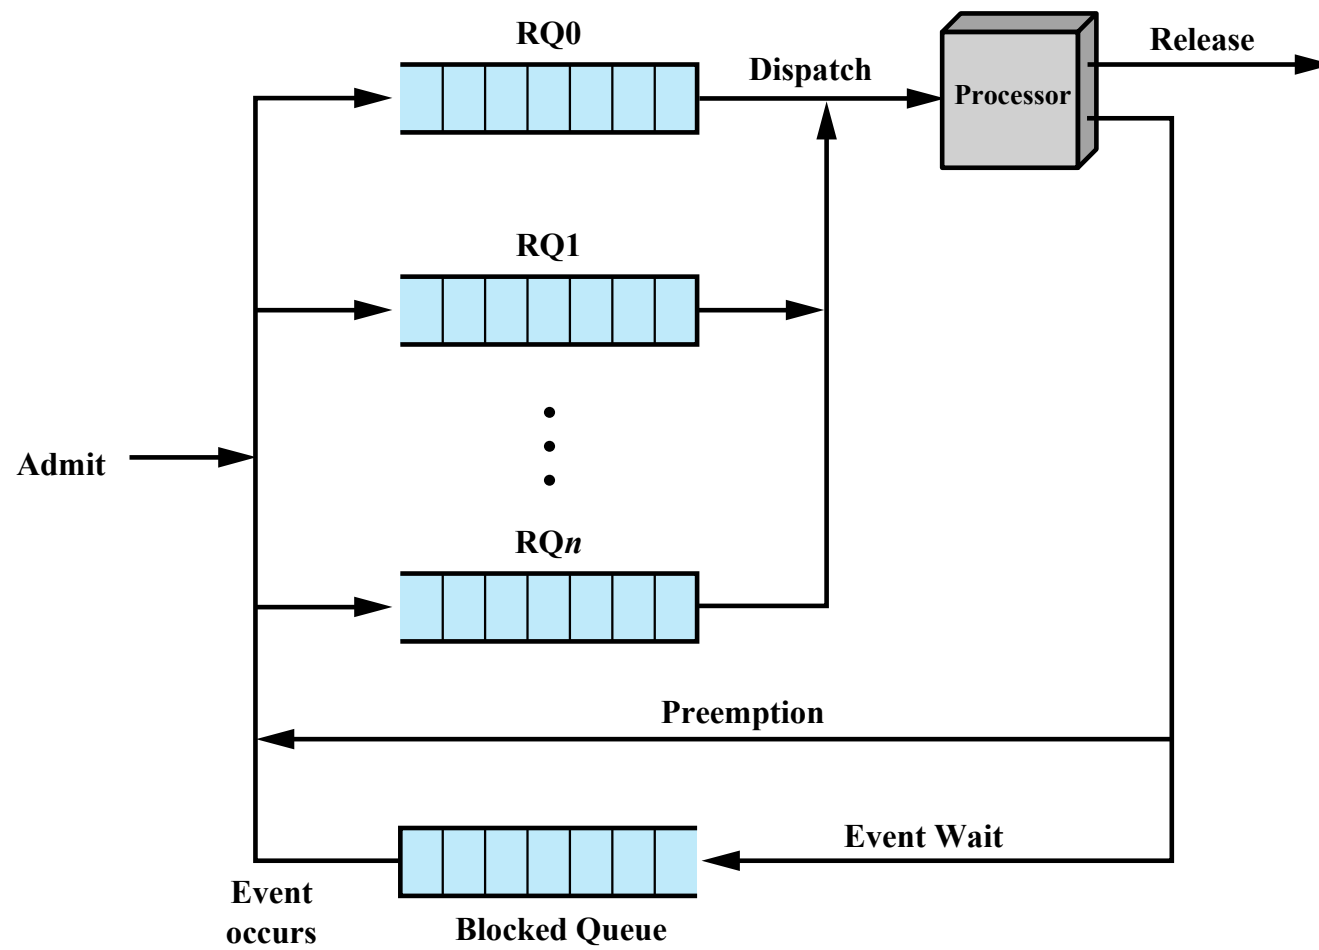 RQ0
Release
Dispatch
Processor
RQ1
Admit
RQn
Preemption
Event Wait
Event
occurs
Blocked Queue